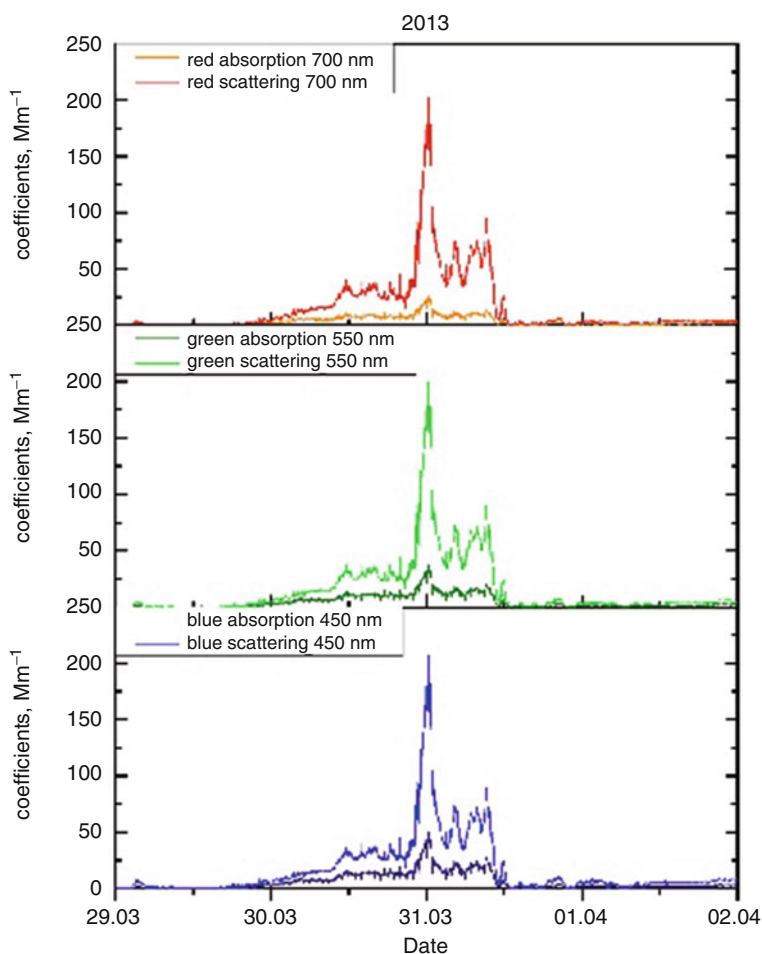 2013
250
red absorption 700 nm
red scattering 700 nm
200
150
100
50
coefficients, Mm⁻¹
250
green absorption 550 nm
green scattering 550 nm
200
150
100
50
coefficients, Mm⁻¹
250
blue absorption 450 nm
blue scattering 450 nm
200
150
100
50
0
coefficients, Mm⁻¹
29.03 30.03 31.03 01.04 02.04
Date